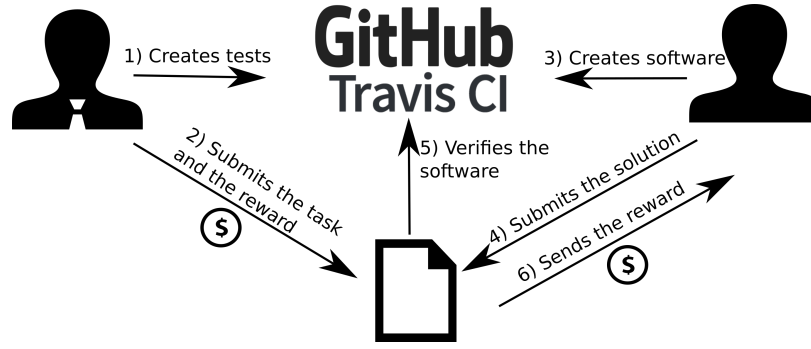 GitHub
Travis CI
1) Creates tests
3) Creates software
2) Submits the task
and the reward
$
5) Verifies the
software
4) Submits the solution
6) Sends the reward
$